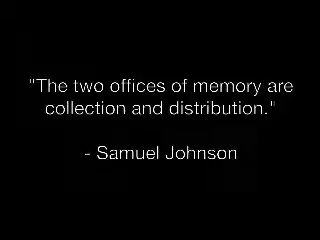 "The two offices of memory are
collection and distribution."
- Samuel Johnson